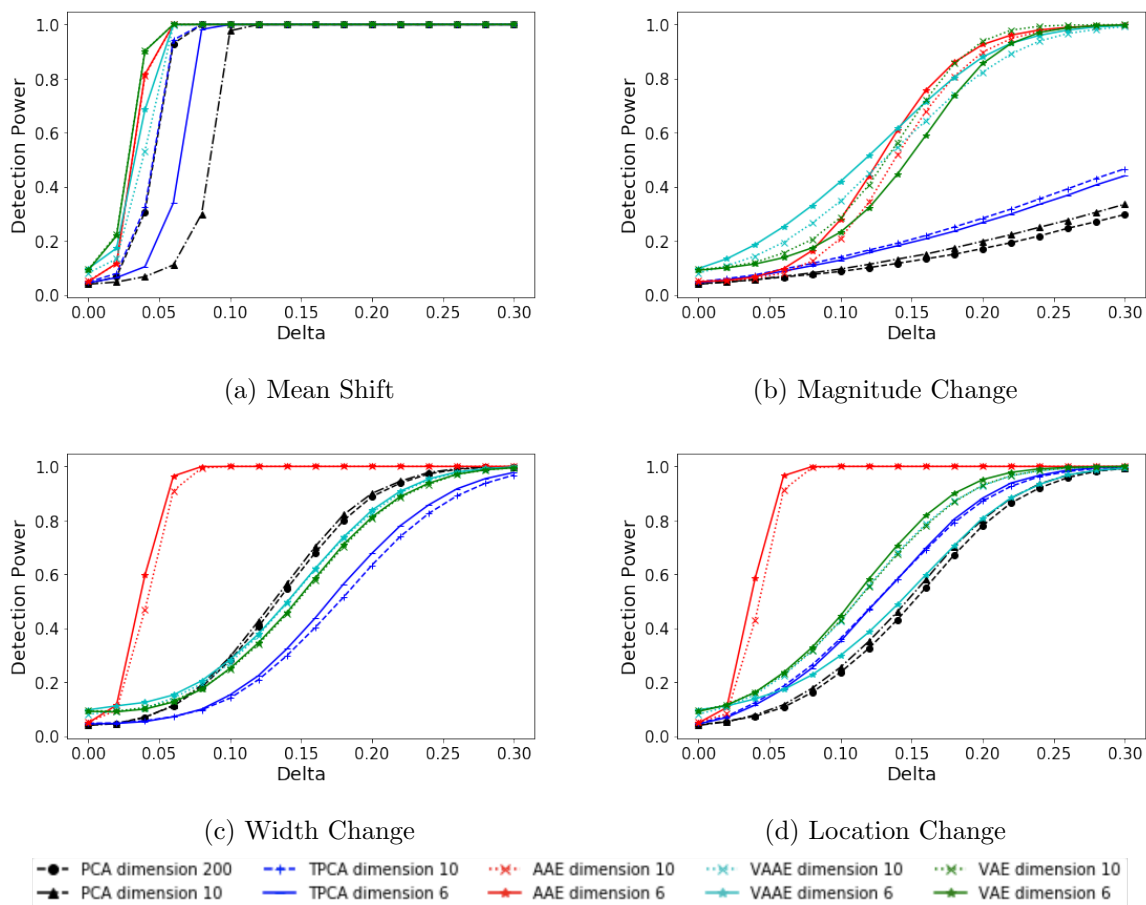 Detection Power
1.0
0.8
0.6
0.4
0.2
0.0
0.00 0.05 0.10 0.15 0.20 0.25 0.30
Delta
(a) Mean Shift
Detection Power
1.0
0.8
0.6
0.4
0.2
0.0
0.00 0.05 0.10 0.15 0.20 0.25 0.30
Delta
(b) Magnitude Change
Detection Power
1.0
0.8
0.6
0.4
0.2
0.0
0.00 0.05 0.10 0.15 0.20 0.25 0.30
Delta
(c) Width Change
Detection Power
1.0
0.8
0.6
0.4
0.2
0.0
0.00 0.05 0.10 0.15 0.20 0.25 0.30
Delta
(d) Location Change
PCA dimension 200 TPCA dimension 10 AAE dimension 10 VAAE dimension 10 VAE dimension 10
PCA dimension 10 TPCA dimension 6 AAE dimension 6 VAAE dimension 6 VAE dimension 6